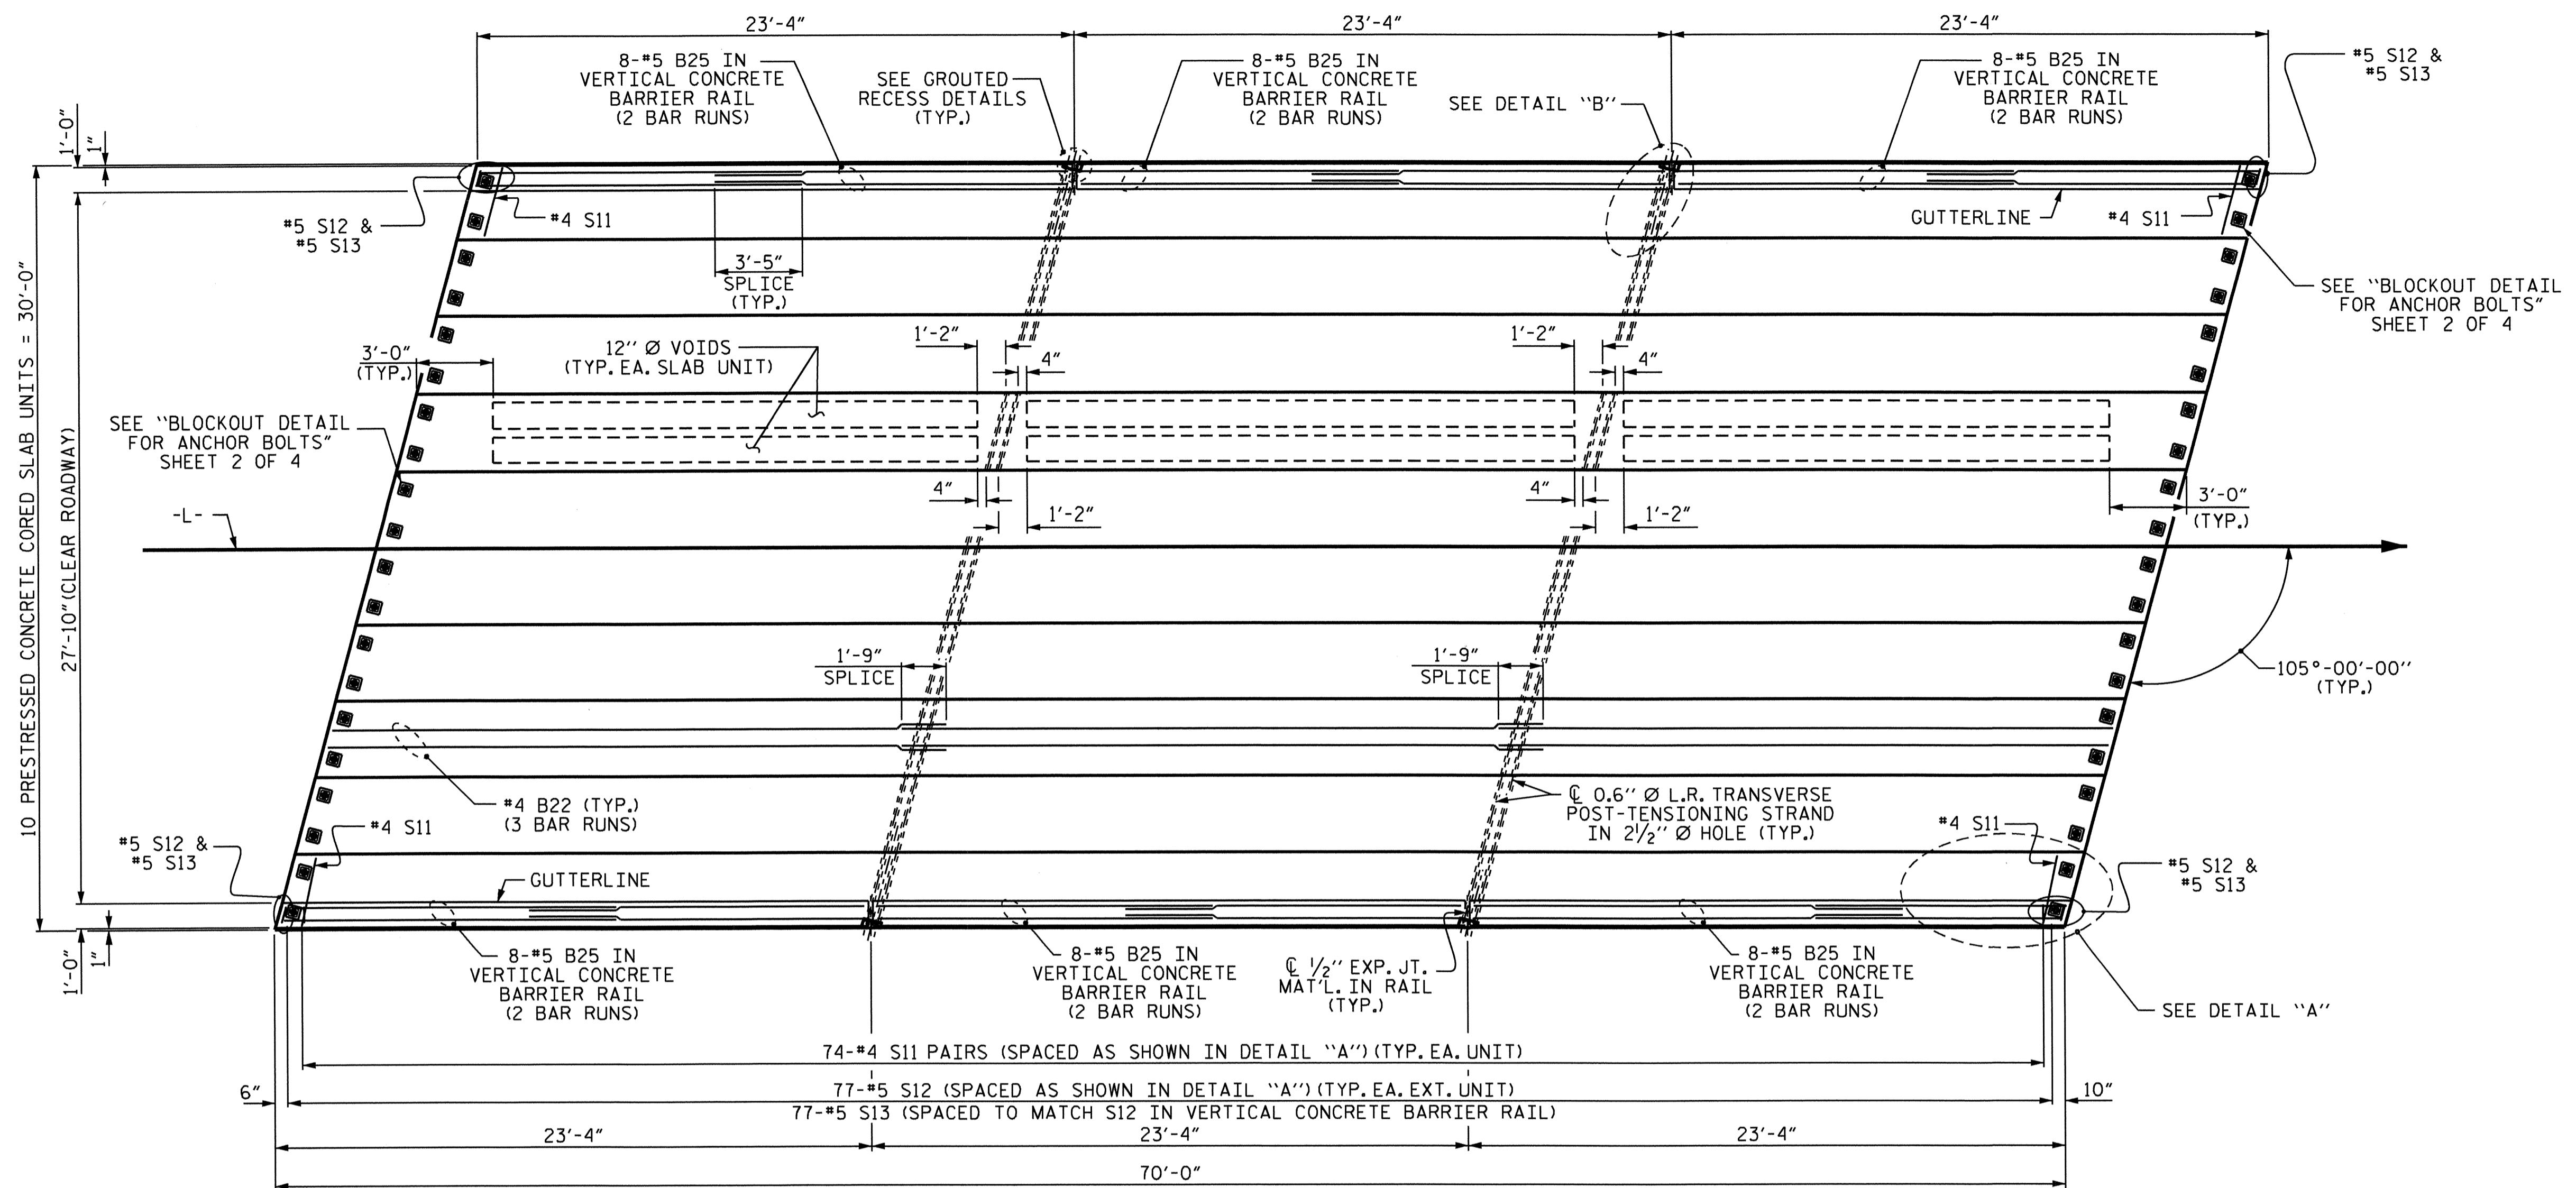 23'-4"
23'-4"
23'-4"
8-#5 B25 IN
VERTICAL CONCRETE
BARRIER RAIL
(2 BAR RUNS)
SEE GROUTED
RECESS DETAILS
(TYP.)
8-#5 B25 IN
VERTICAL CONCRETE
BARRIER RAIL
(2 BAR RUNS)
SEE DETAIL "B"
8-#5 B25 IN
VERTICAL CONCRETE
BARRIER RAIL
(2 BAR RUNS)
#5 S12 &
#5 S13
1'-0"
1"
#5 S12 &
#5 S13
#4 S11
3'-5"
SPLICE
(TYP.)
GUTTERLINE
#4 S11
SEE "BLOCKOUT DETAIL
FOR ANCHOR BOLTS"
SHEET 2 OF 4
10 PRESTRESSED CONCRETE CORED SLAB UNITS = 30'-0"
27'-10" (CLEAR ROADWAY)
3'-0"
(TYP.)
12" Ø VOIDS
(TYP. EA. SLAB UNIT)
1'-2"
4"
1'-2"
4"
SEE "BLOCKOUT DETAIL
FOR ANCHOR BOLTS"
SHEET 2 OF 4
4"
1'-2"
4"
1'-2"
3'-0"
(TYP.)
-L-
1'-9"
SPLICE
1'-9"
SPLICE
105°-00'-00"
(TYP.)
#4 B22 (TYP.)
(3 BAR RUNS)
℄ 0.6" Ø L.R. TRANSVERSE
POST-TENSIONING STRAND
IN 2½" Ø HOLE (TYP.)
#5 S12 &
#5 S13
#4 S11
#4 S11
#5 S12 &
#5 S13
GUTTERLINE
1'-0"
1"
8-#5 B25 IN
VERTICAL CONCRETE
BARRIER RAIL
(2 BAR RUNS)
8-#5 B25 IN
VERTICAL CONCRETE
BARRIER RAIL
(2 BAR RUNS)
℄ ½" EXP. JT.
MAT'L. IN RAIL
(TYP.)
8-#5 B25 IN
VERTICAL CONCRETE
BARRIER RAIL
(2 BAR RUNS)
SEE DETAIL "A"
74-#4 S11 PAIRS (SPACED AS SHOWN IN DETAIL "A") (TYP. EA. UNIT)
6"
77-#5 S12 (SPACED AS SHOWN IN DETAIL "A") (TYP. EA. EXT. UNIT)
10"
77-#5 S13 (SPACED TO MATCH S12 IN VERTICAL CONCRETE BARRIER RAIL)
23'-4"
23'-4"
23'-4"
70'-0"